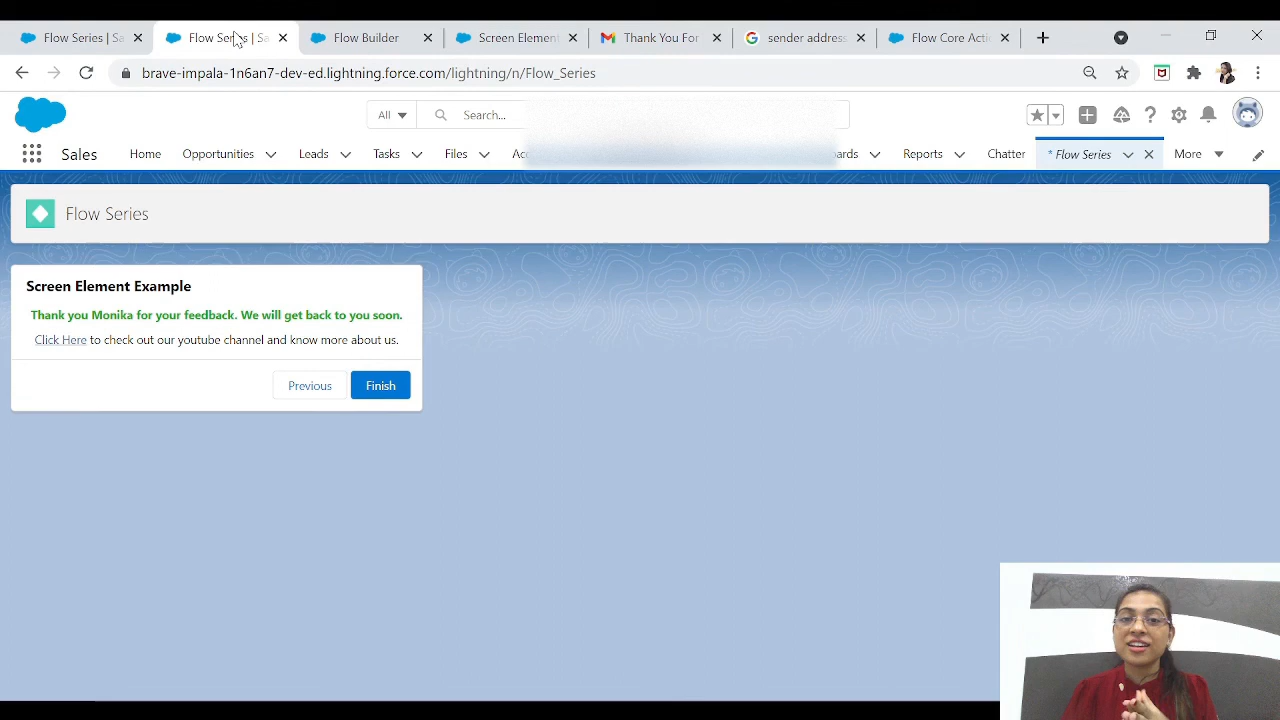 Flow Series | Sa
Flow Series | Sa
Flow Builder
Screen Elemen
Thank You For
sender address
Flow Core Acti
brave-impala-1n6an7-dev-ed.lightning.force.com/lightning/n/Flow_Series
All
Search...
Sales
Home
Opportunities
Leads
Tasks
Files
Reports
Chatter
* Flow Series
More
Flow Series
Screen Element Example
Thank you Monika for your feedback. We will get back to you soon.
Click Here to check out our youtube channel and know more about us.
Previous
Finish